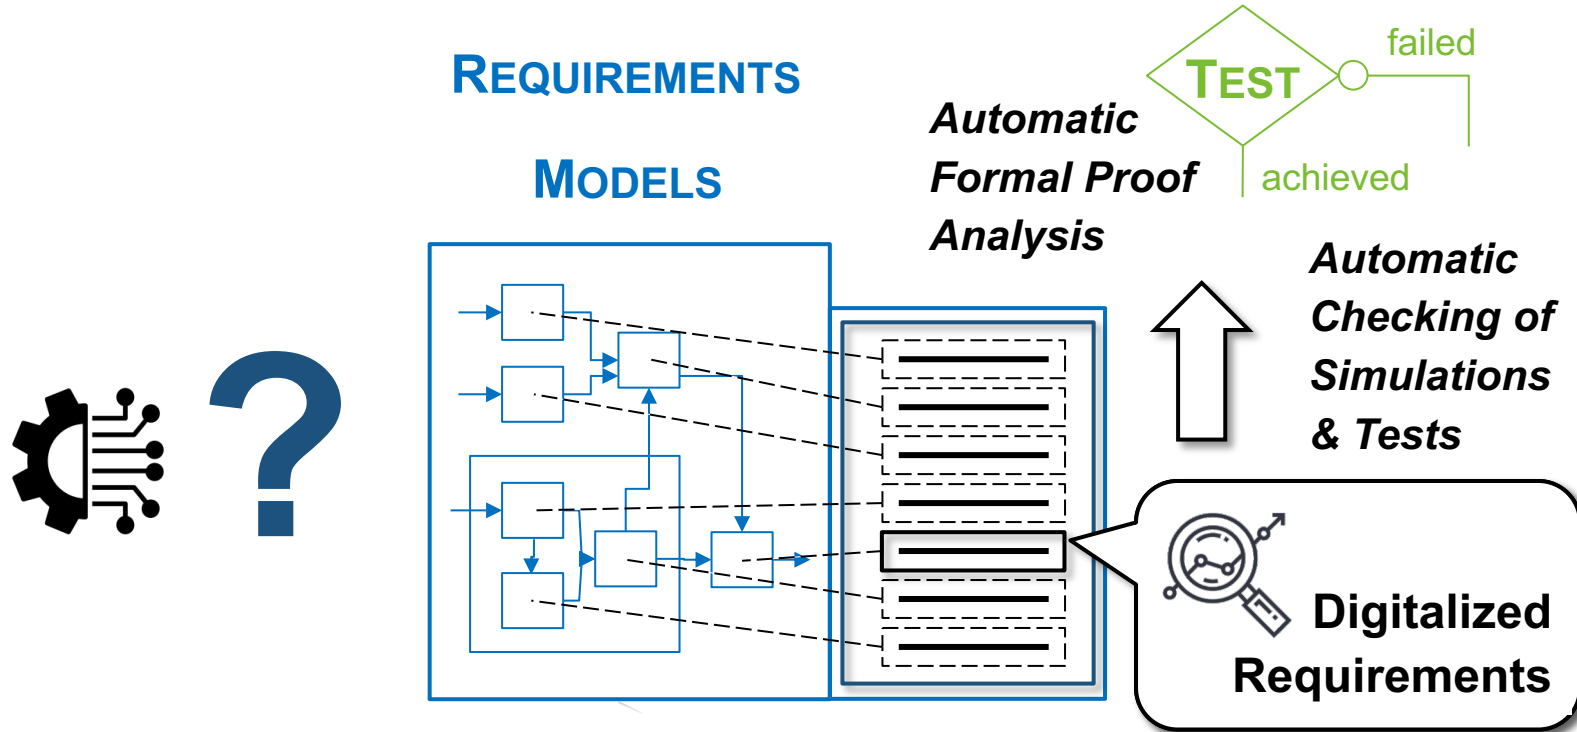 REQUIREMENTS
MODELS
?
Automatic
Formal Proof
Analysis
TEST
failed
achieved
Automatic
Checking of
Simulations
& Tests
Digitalized
Requirements